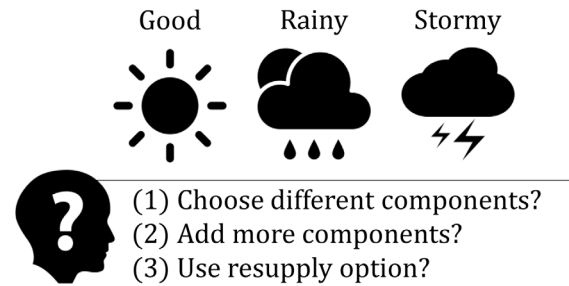 Good Rainy Stormy
?
(1) Choose different components?
(2) Add more components?
(3) Use resupply option?